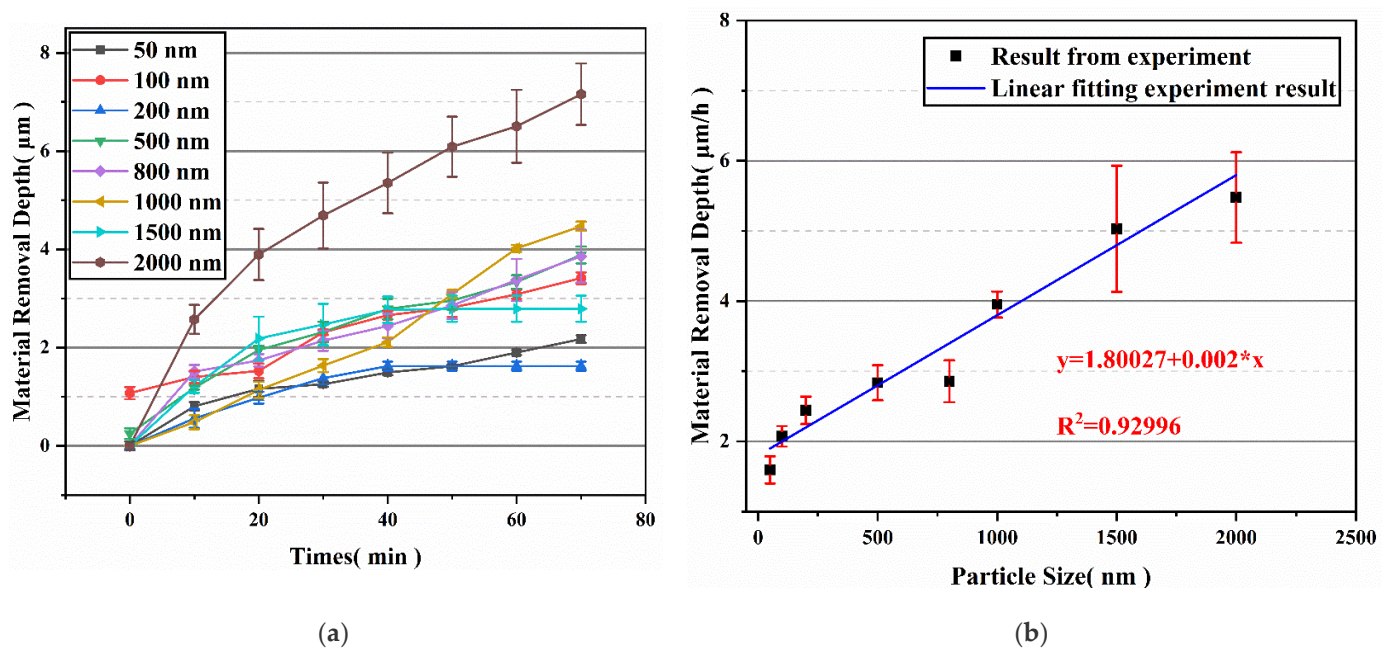 8
6
4
2
0
Material Removal Depth( μm )
50 nm
100 nm
200 nm
500 nm
800 nm
1000 nm
1500 nm
2000 nm
0 20 40 60 80
Times( min )
(a)
8
6
4
2
Material Removal Depth( μm/h )
Result from experiment
Linear fitting experiment result
y=1.80027+0.002*x
R²=0.92996
0 500 1000 1500 2000 2500
Particle Size( nm )
(b)